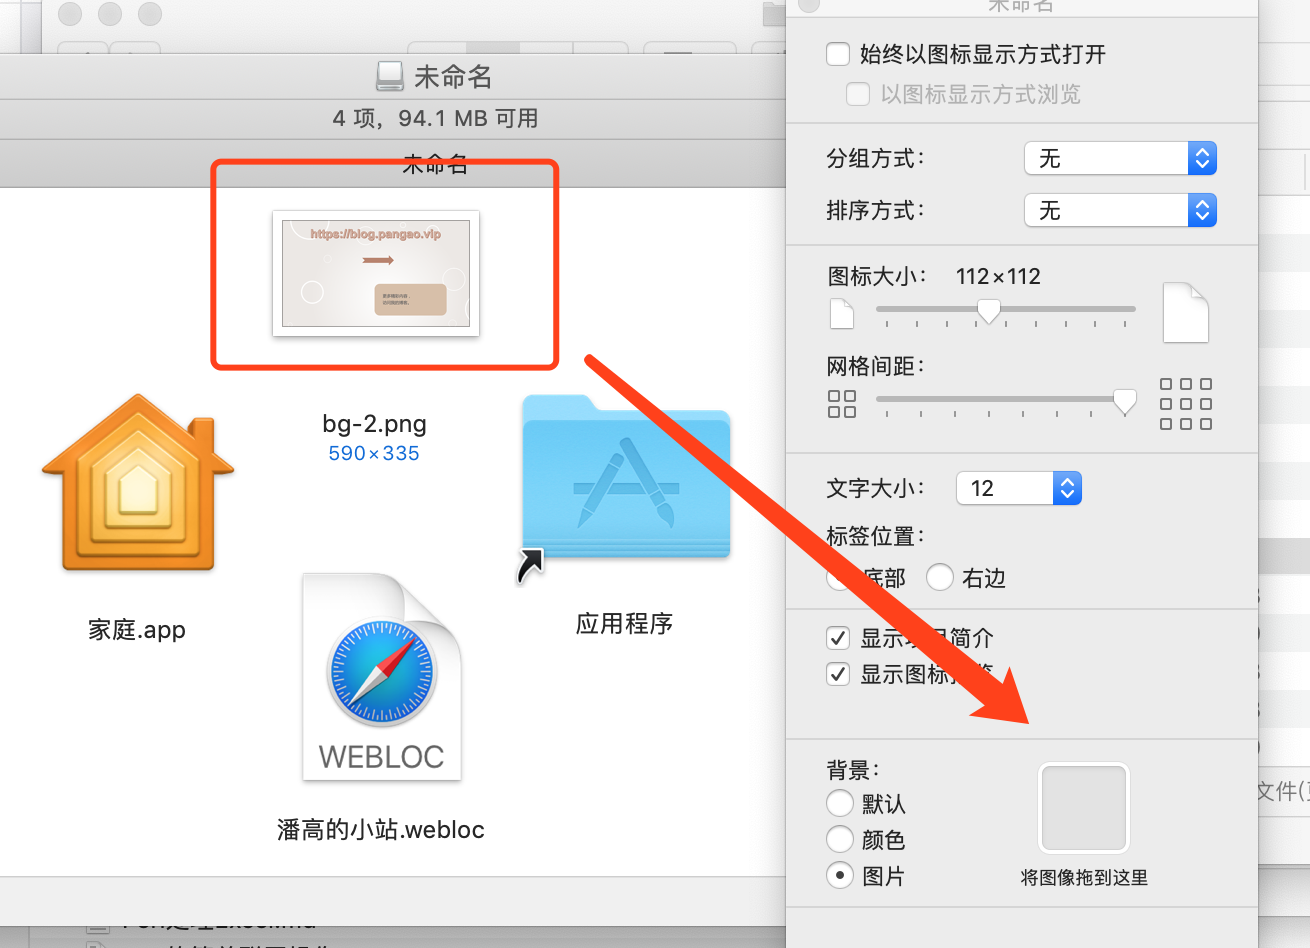 未命名
4 项，94.1 MB 可用
未命名
https://blog.pangao.vip
bg-2.png
590×335
家庭.app
应用程序
WEBLOC
潘高的小站.webloc
未命名
始终以图标显示方式打开
以图标显示方式浏览
分组方式：
无
排序方式：
无
图标大小：
112×112
网格间距：
文字大小：
12
标签位置：
底部
右边
显示项目简介
显示图标
背景：
默认
颜色
图片
将图像拖到这里
文件